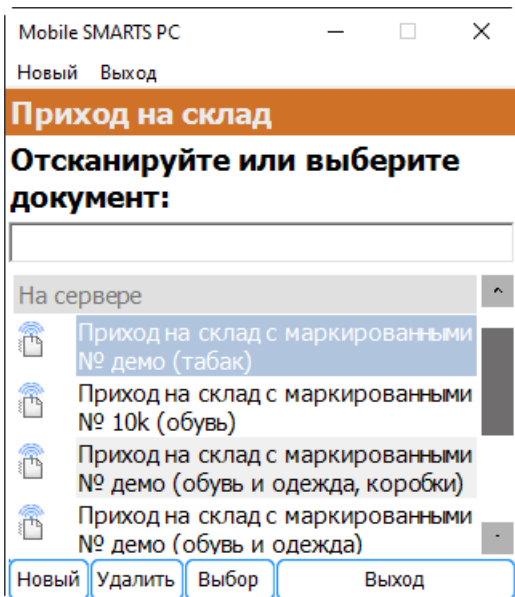 Mobile SMARTS PC
Новый Выход
Приход на склад
Отсканируйте или выберите
документ:
На сервере
Приход на склад с маркированными
№ демо (табак)
Приход на склад с маркированными
№ 10k (обувь)
Приход на склад с маркированными
№ демо (обувь и одежда, коробки)
Приход на склад с маркированными
№ демо (обувь и одежда)
Новый Удалить Выбор Выход